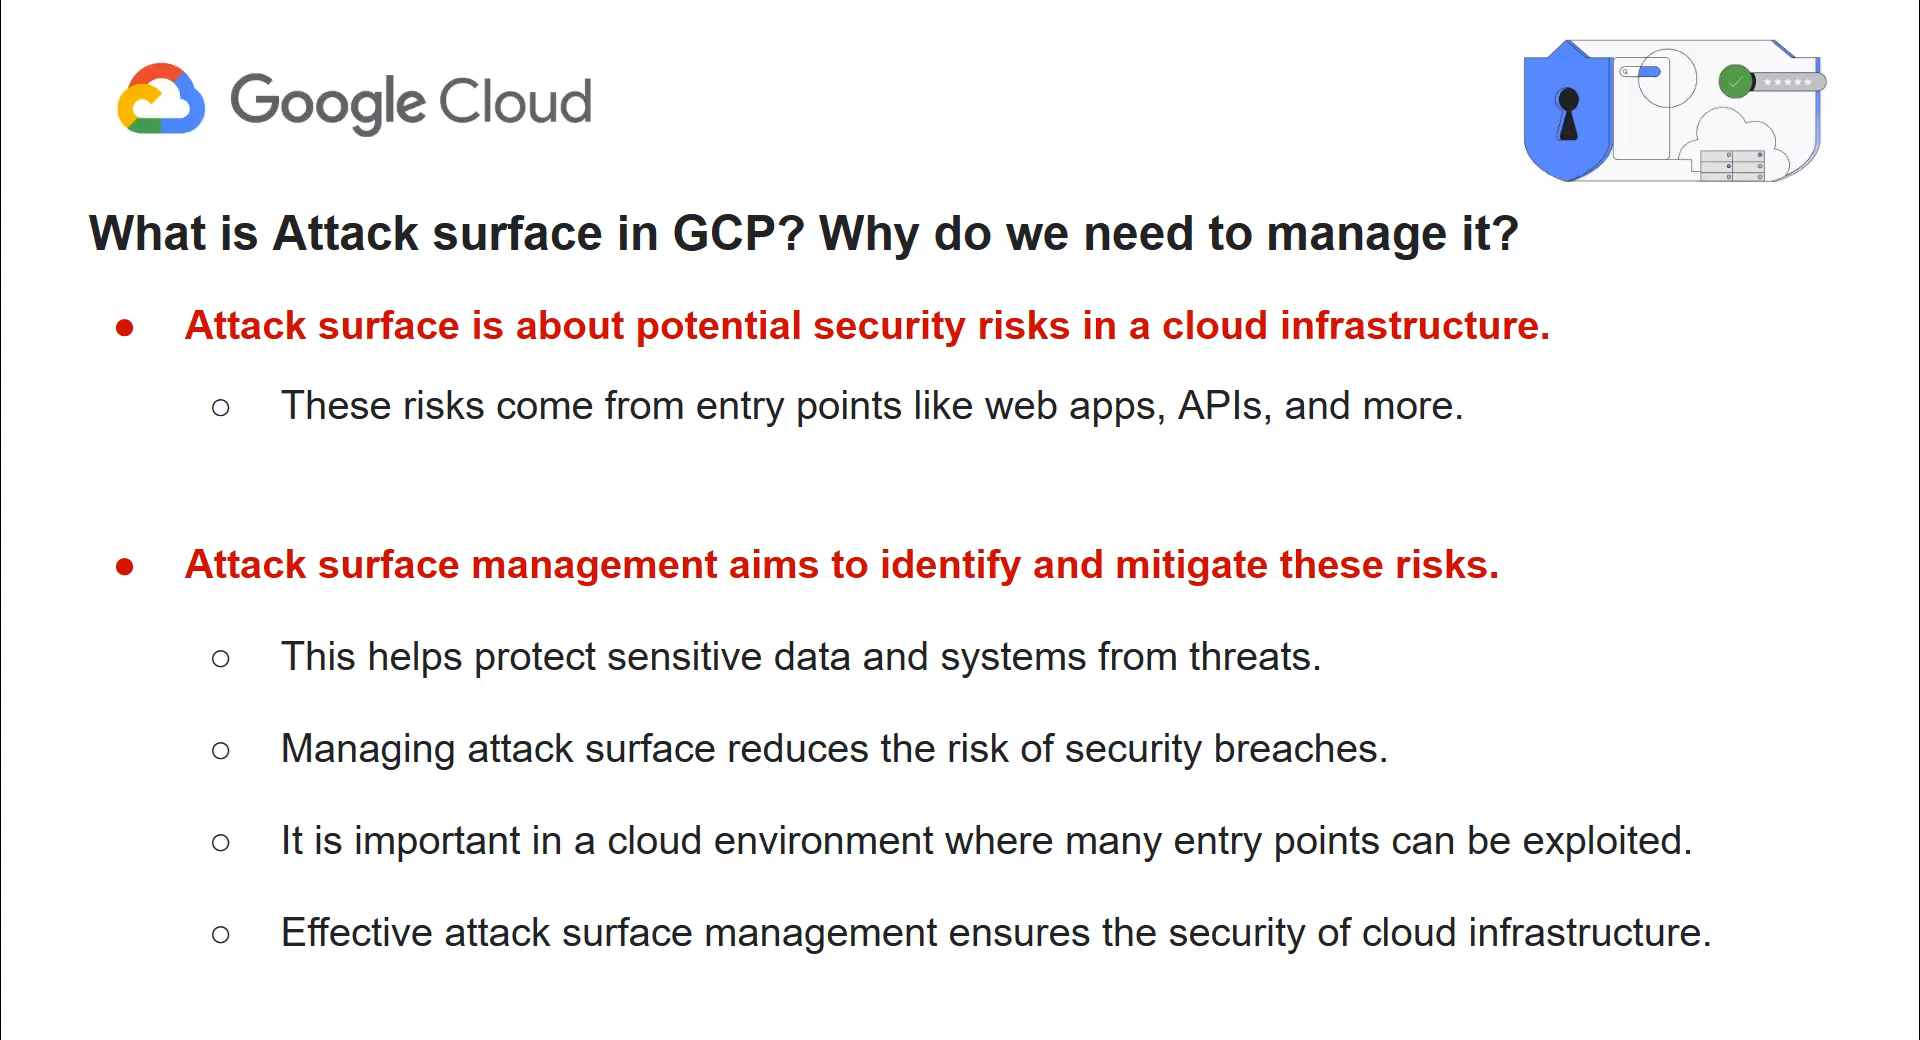 Google Cloud
What is Attack surface in GCP? Why do we need to manage it?
● Attack surface is about potential security risks in a cloud infrastructure.
○ These risks come from entry points like web apps, APIs, and more.
● Attack surface management aims to identify and mitigate these risks.
○ This helps protect sensitive data and systems from threats.
○ Managing attack surface reduces the risk of security breaches.
○ It is important in a cloud environment where many entry points can be exploited.
○ Effective attack surface management ensures the security of cloud infrastructure.